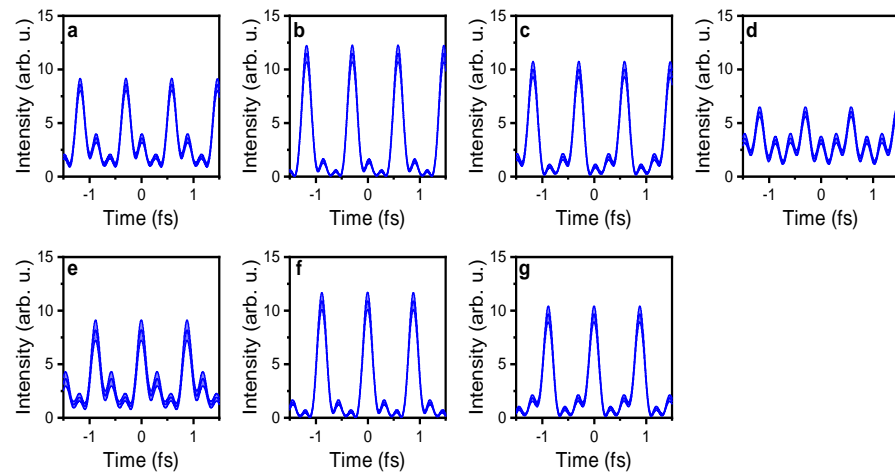 a b c d
Intensity (arb. u.) Intensity (arb. u.) Intensity (arb. u.) Intensity (arb. u.)
15 15 15 15
10 10 10 10
5 5 5 5
0 0 0 0
-1 0 1 -1 0 1 -1 0 1 -1 0 1
Time (fs) Time (fs) Time (fs) Time (fs)
e f g
Intensity (arb. u.) Intensity (arb. u.) Intensity (arb. u.)
15 15 15
10 10 10
5 5 5
0 0 0
-1 0 1 -1 0 1 -1 0 1
Time (fs) Time (fs) Time (fs)